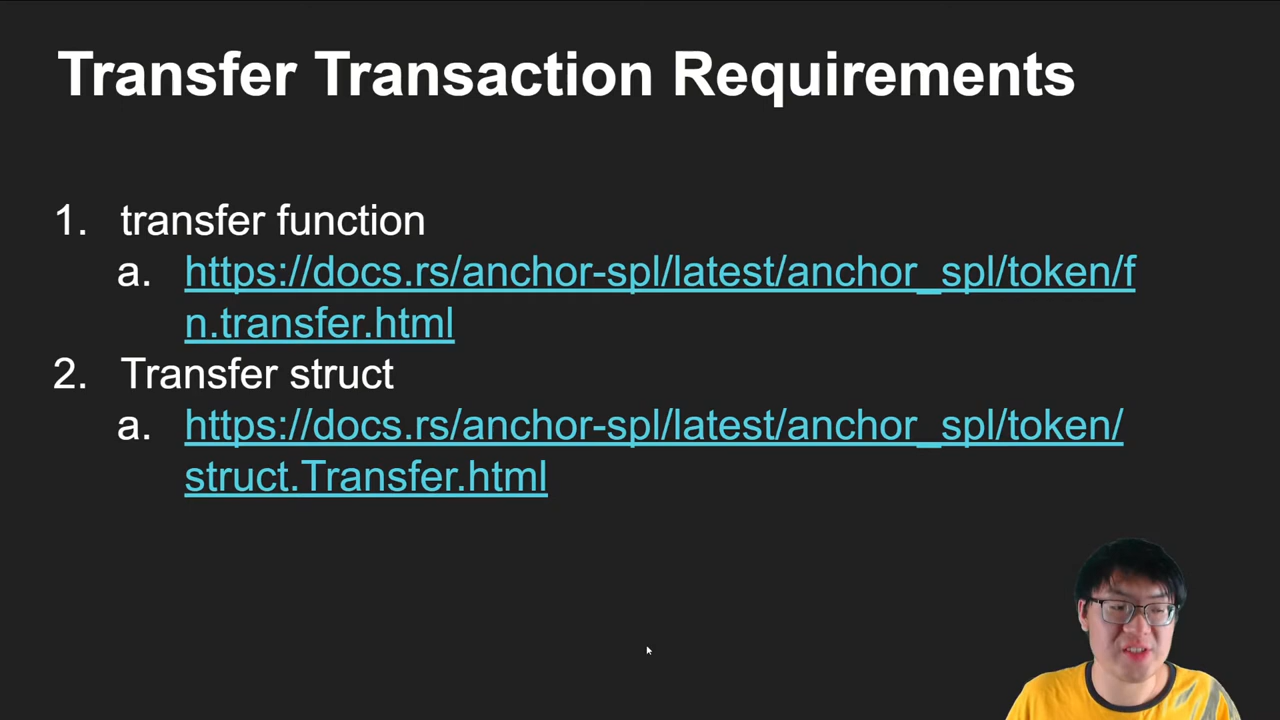 Transfer Transaction Requirements
1. transfer function
a. https://docs.rs/anchor-spl/latest/anchor_spl/token/f
n.transfer.html
2. Transfer struct
a. https://docs.rs/anchor-spl/latest/anchor_spl/token/
struct.Transfer.html